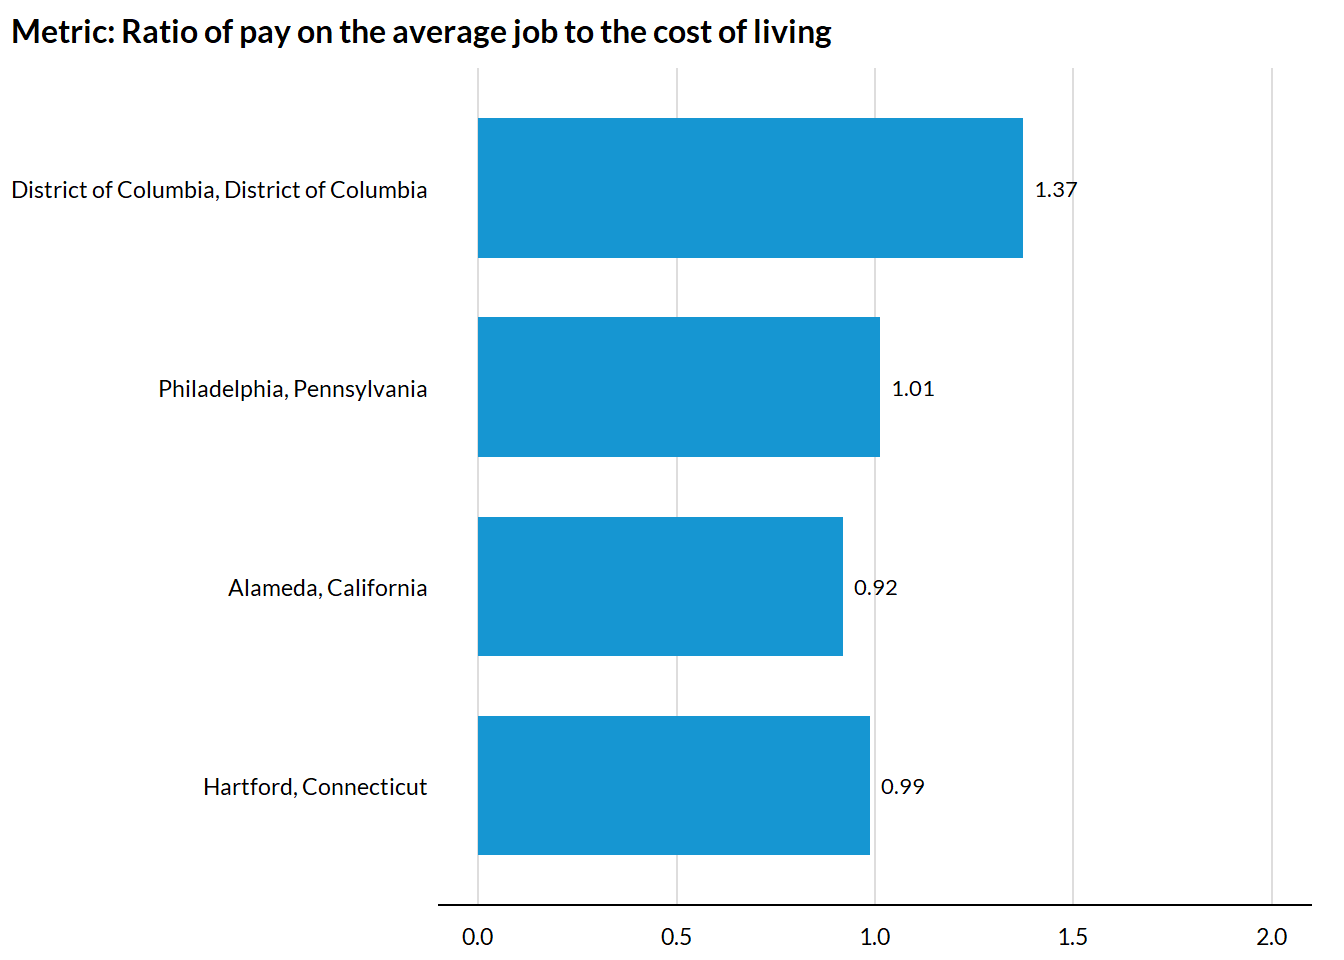 Metric: Ratio of pay on the average job to the cost of living
District of Columbia, District of Columbia
1.37
Philadelphia, Pennsylvania
1.01
Alameda, California
0.92
Hartford, Connecticut
0.99
0.0 0.5 1.0 1.5 2.0